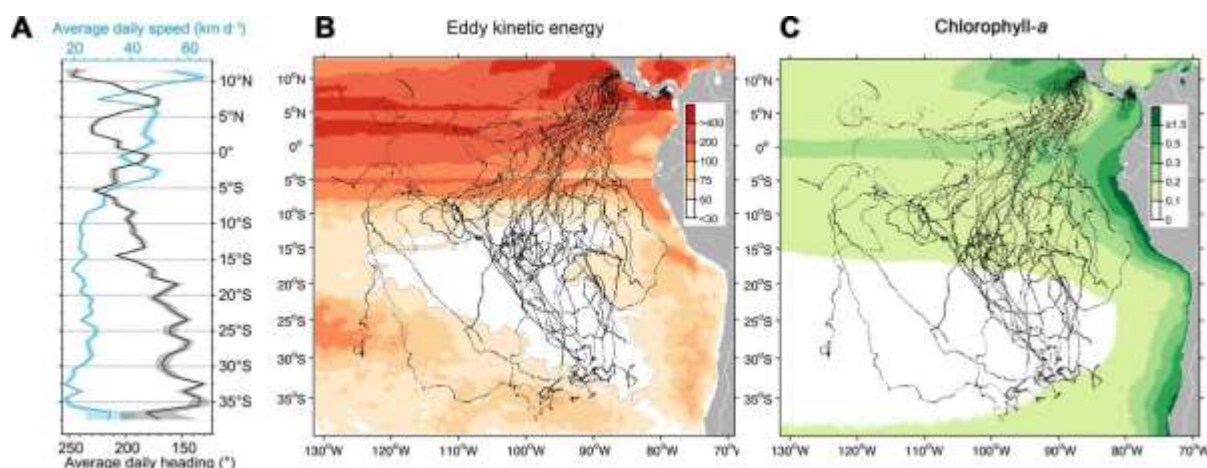 A
Average daily speed (km d⁻¹)
20 40 60
10°N
5°N
0°
5°S
10°S
15°S
20°S
25°S
30°S
35°S
250 200 150
Average daily heading (°)
B
Eddy kinetic energy
10°N
5°N
0°
5°S
10°S
15°S
20°S
25°S
30°S
35°S
>400
200
100
75
50
<30
130°W 120°W 110°W 100°W 90°W 80°W 70°W
C
Chlorophyll-a
10°N
5°N
0°
5°S
10°S
15°S
20°S
25°S
30°S
35°S
≥1.5
0.5
0.3
0.2
0.1
0
130°W 120°W 110°W 100°W 90°W 80°W 70°W